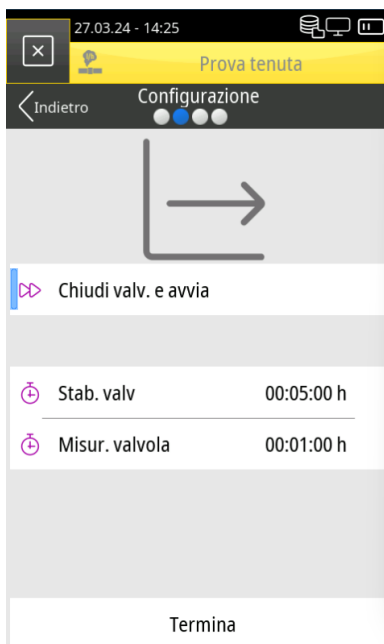 27.03.24 - 14:25
Prova tenuta
Indietro
Configurazione
Chiudi valv. e avvia
Stab. valv 00:05:00 h
Misur. valvola 00:01:00 h
Termina